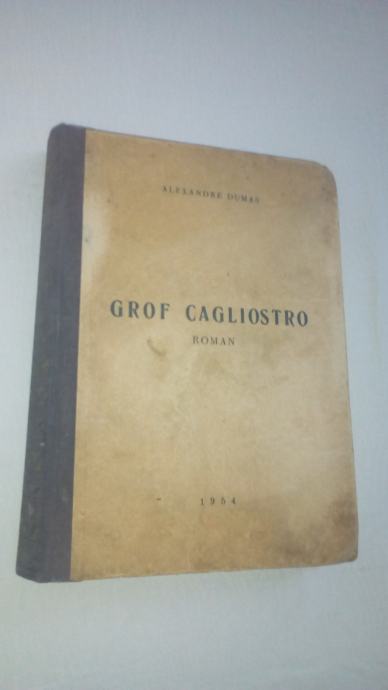 ALEXANDRE DUMAS
GROF CAGLIOSTRO
ROMAN
1954